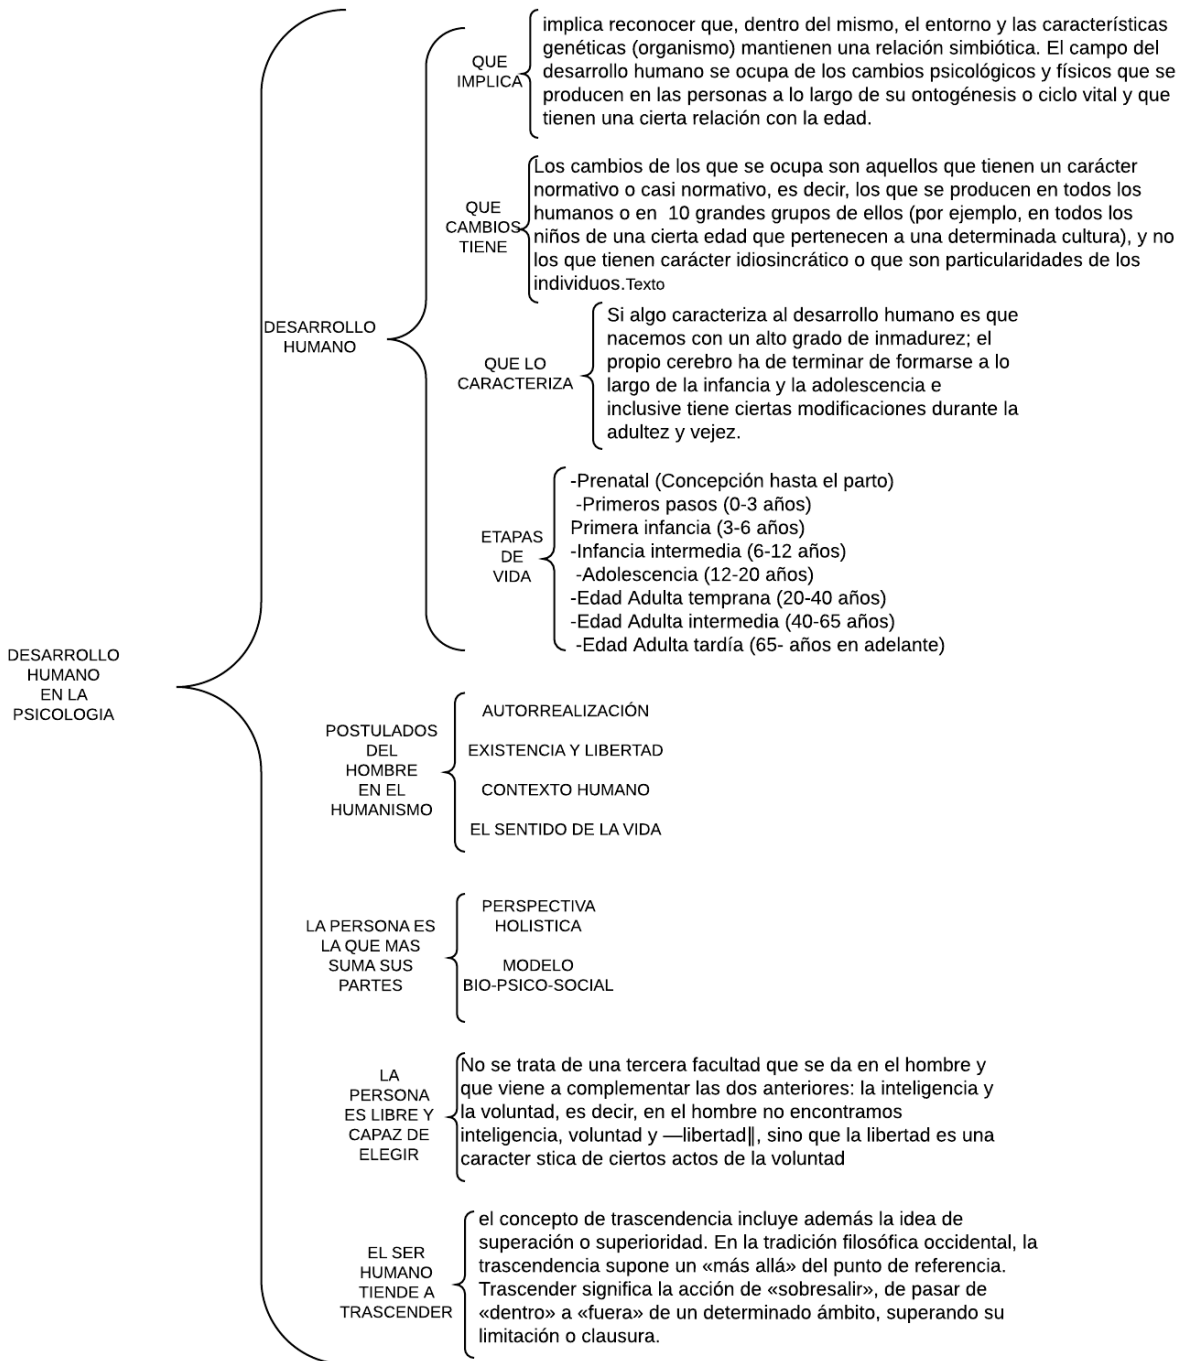 DESARROLLO
HUMANO
EN LA
PSICOLOGIA
DESARROLLO
HUMANO
QUE
IMPLICA
implica reconocer que, dentro del mismo, el entorno y las características
genéticas (organismo) mantienen una relación simbiótica. El campo del
desarrollo humano se ocupa de los cambios psicológicos y físicos que se
producen en las personas a lo largo de su ontogénesis o ciclo vital y que
tienen una cierta relación con la edad.
QUE
CAMBIOS
TIENE
Los cambios de los que se ocupa son aquellos que tienen un carácter
normativo o casi normativo, es decir, los que se producen en todos los
humanos o en  10 grandes grupos de ellos (por ejemplo, en todos los
niños de una cierta edad que pertenecen a una determinada cultura), y no
los que tienen carácter idiosincrático o que son particularidades de los
individuos.Texto
QUE LO
CARACTERIZA
Si algo caracteriza al desarrollo humano es que
nacemos con un alto grado de inmadurez; el
propio cerebro ha de terminar de formarse a lo
largo de la infancia y la adolescencia e
inclusive tiene ciertas modificaciones durante la
adultez y vejez.
ETAPAS
DE
VIDA
-Prenatal (Concepción hasta el parto)
-Primeros pasos (0-3 años)
Primera infancia (3-6 años)
-Infancia intermedia (6-12 años)
-Adolescencia (12-20 años)
-Edad Adulta temprana (20-40 años)
-Edad Adulta intermedia (40-65 años)
-Edad Adulta tardía (65- años en adelante)
POSTULADOS
DEL
HOMBRE
EN EL
HUMANISMO
AUTORREALIZACIÓN
EXISTENCIA Y LIBERTAD
CONTEXTO HUMANO
EL SENTIDO DE LA VIDA
LA PERSONA ES
LA QUE MAS
SUMA SUS
PARTES
PERSPECTIVA
HOLISTICA
MODELO
BIO-PSICO-SOCIAL
LA
PERSONA
ES LIBRE Y
CAPAZ DE
ELEGIR
No se trata de una tercera facultad que se da en el hombre y
que viene a complementar las dos anteriores: la inteligencia y
la voluntad, es decir, en el hombre no encontramos
inteligencia, voluntad y ―libertad‖, sino que la libertad es una
caracter stica de ciertos actos de la voluntad
EL SER
HUMANO
TIENDE A
TRASCENDER
el concepto de trascendencia incluye además la idea de
superación o superioridad. En la tradición filosófica occidental, la
trascendencia supone un «más allá» del punto de referencia.
Trascender significa la acción de «sobresalir», de pasar de
«dentro» a «fuera» de un determinado ámbito, superando su
limitación o clausura.